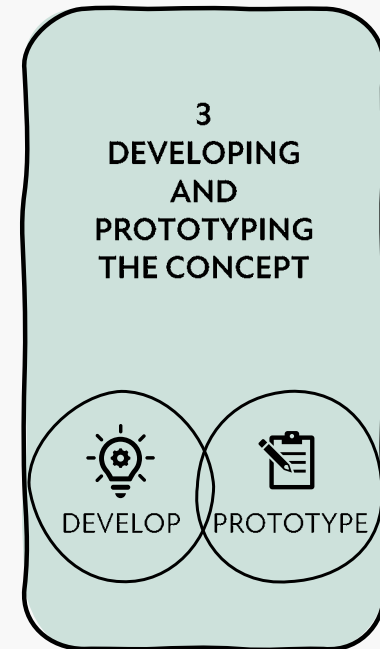 3
DEVELOPING
AND
PROTOTYPING
THE CONCEPT
DEVELOP PROTOTYPE